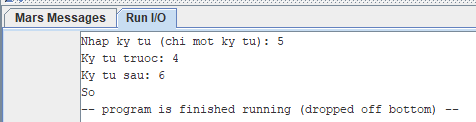 Mars Messages Run I/O
Nhap ky tu (chi mot ky tu): 5
Ky tu truoc: 4
Ky tu sau: 6
So
-- program is finished running (dropped off bottom) --